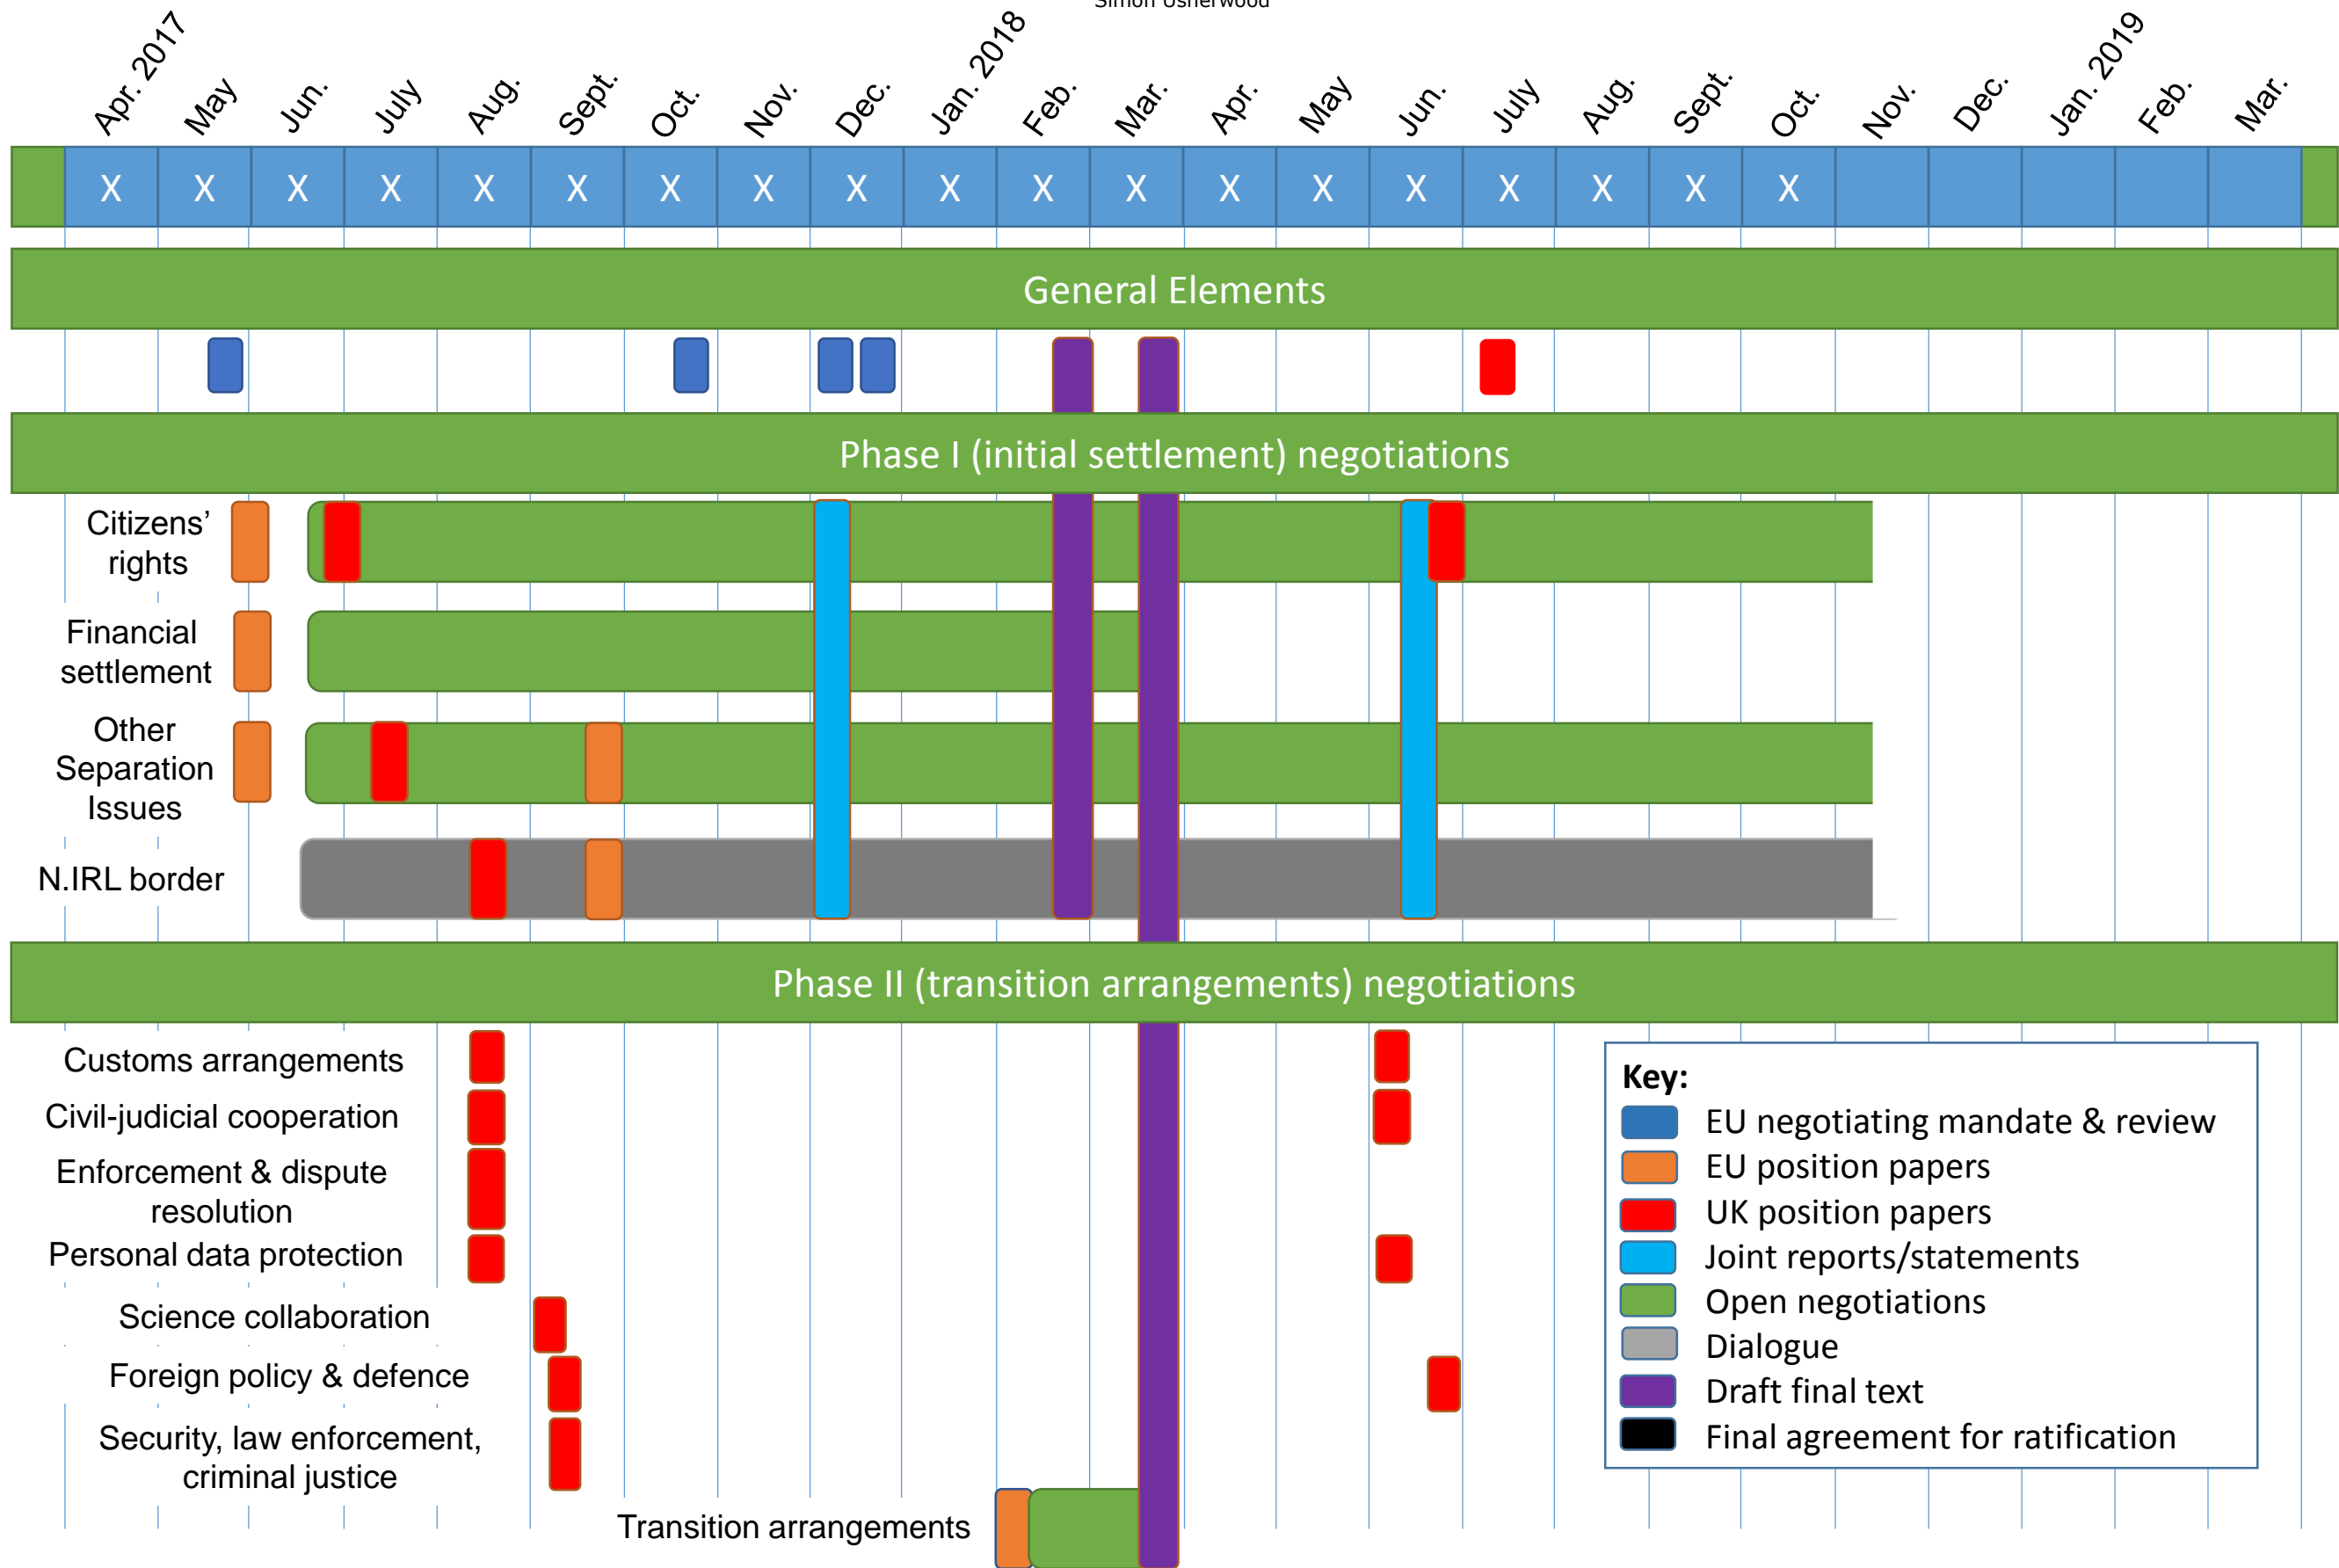 Simon Usherwood
Apr. 2017
May
Jun.
July
Aug.
Sept.
Oct.
Nov.
Dec.
Jan. 2018
Feb.
Mar.
Apr.
May
Jun.
July
Aug.
Sept.
Oct.
Nov.
Dec.
Jan. 2019
Feb.
Mar.
X X X X X X X X X X X X X X X X X X X
General Elements
Phase I (initial settlement) negotiations
Citizens’
rights
Financial
settlement
Other
Separation
Issues
N.IRL border
Phase II (transition arrangements) negotiations
Customs arrangements
Civil-judicial cooperation
Enforcement & dispute
resolution
Personal data protection
Science collaboration
Foreign policy & defence
Security, law enforcement,
criminal justice
Transition arrangements
Key:
EU negotiating mandate & review
EU position papers
UK position papers
Joint reports/statements
Open negotiations
Dialogue
Draft final text
Final agreement for ratification